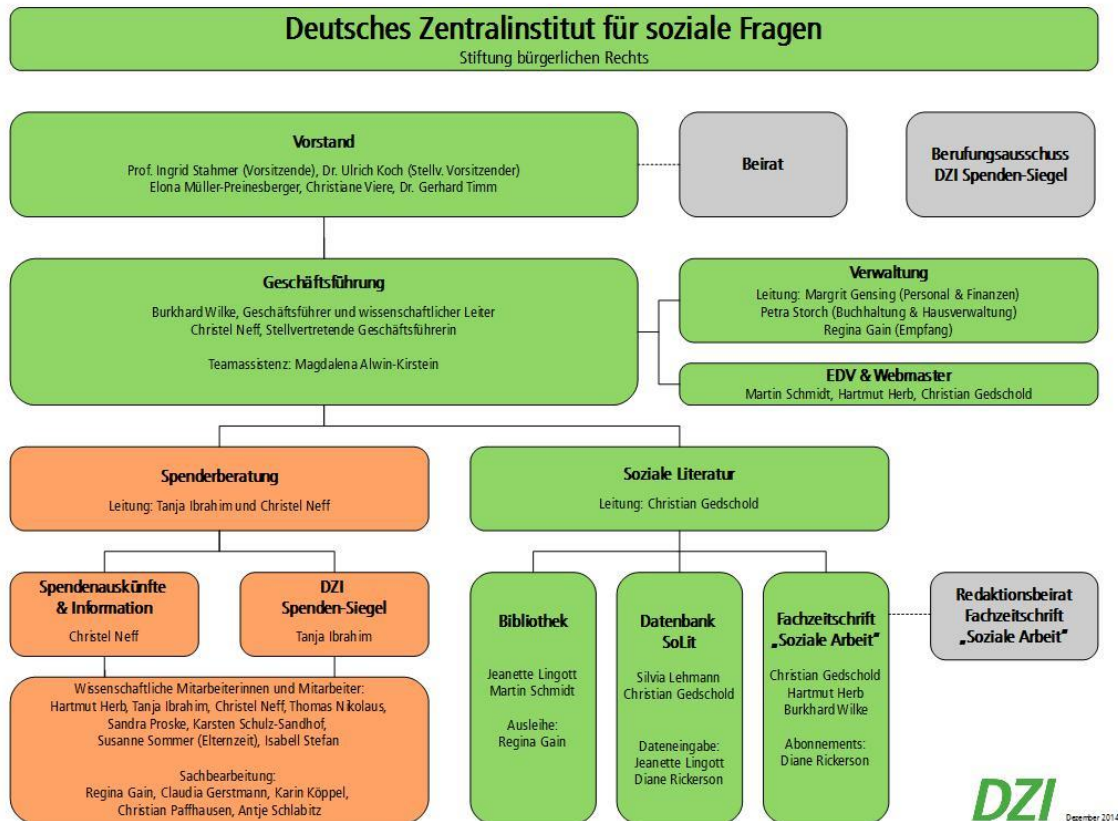 Deutsches Zentralinstitut für soziale Fragen
Stiftung bürgerlichen Rechts
Vorstand
Prof. Ingrid Stahmer (Vorsitzende), Dr. Ulrich Koch (Stellv. Vorsitzender)
Elona Müller-Preinesberger, Christiane Viere, Dr. Gerhard Timm
Beirat
Berufungsausschuss
DZI Spenden-Siegel
Geschäftsführung
Burkhard Wilke, Geschäftsführer und wissenschaftlicher Leiter
Christel Neff, Stellvertretende Geschäftsführerin
Teamassistenz: Magdalena Alwin-Kirstein
Verwaltung
Leitung: Margrit Gensing (Personal & Finanzen)
Petra Storch (Buchhaltung & Hausverwaltung)
Regina Gain (Empfang)
EDV & Webmaster
Martin Schmidt, Hartmut Herb, Christian Gedschold
Spenderberatung
Leitung: Tanja Ibrahim und Christel Neff
Soziale Literatur
Leitung: Christian Gedschold
Spendenauskünfte
& Information
Christel Neff
DZI
Spenden-Siegel
Tanja Ibrahim
Wissenschaftliche Mitarbeiterinnen und Mitarbeiter:
Hartmut Herb, Tanja Ibrahim, Christel Neff, Thomas Nikolaus,
Sandra Proske, Karsten Schulz-Sandhof,
Susanne Sommer (Elternzeit), Isabell Stefan
Sachbearbeitung:
Regina Gain, Claudia Gerstmann, Karin Köppel,
Christian Paffhausen, Antje Schlabitz
Bibliothek
Jeanette Lingott
Martin Schmidt
Ausleihe:
Regina Gain
Datenbank
SoLit
Silvia Lehmann
Christian Gedschold
Dateneingabe:
Jeanette Lingott
Diane Rickerson
Fachzeitschrift
„Soziale Arbeit"
Christian Gedschold
Hartmut Herb
Burkhard Wilke
Abonnements:
Diane Rickerson
Redaktionsbeirat
Fachzeitschrift
„Soziale Arbeit"
DZI
Dezember 2014